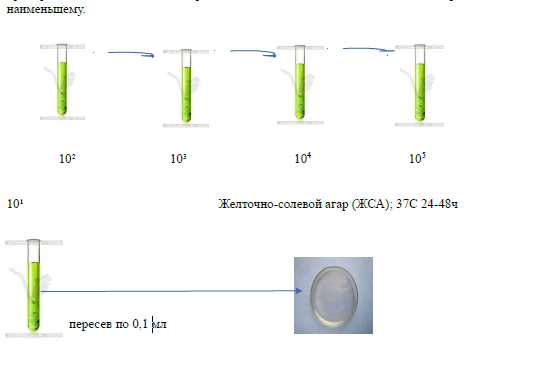 наименьшему.
10² 10³ 10⁴ 10⁵
10¹ Желточно-солевой агар (ЖСА); 37С 24-48ч
пересев по 0,1 мл